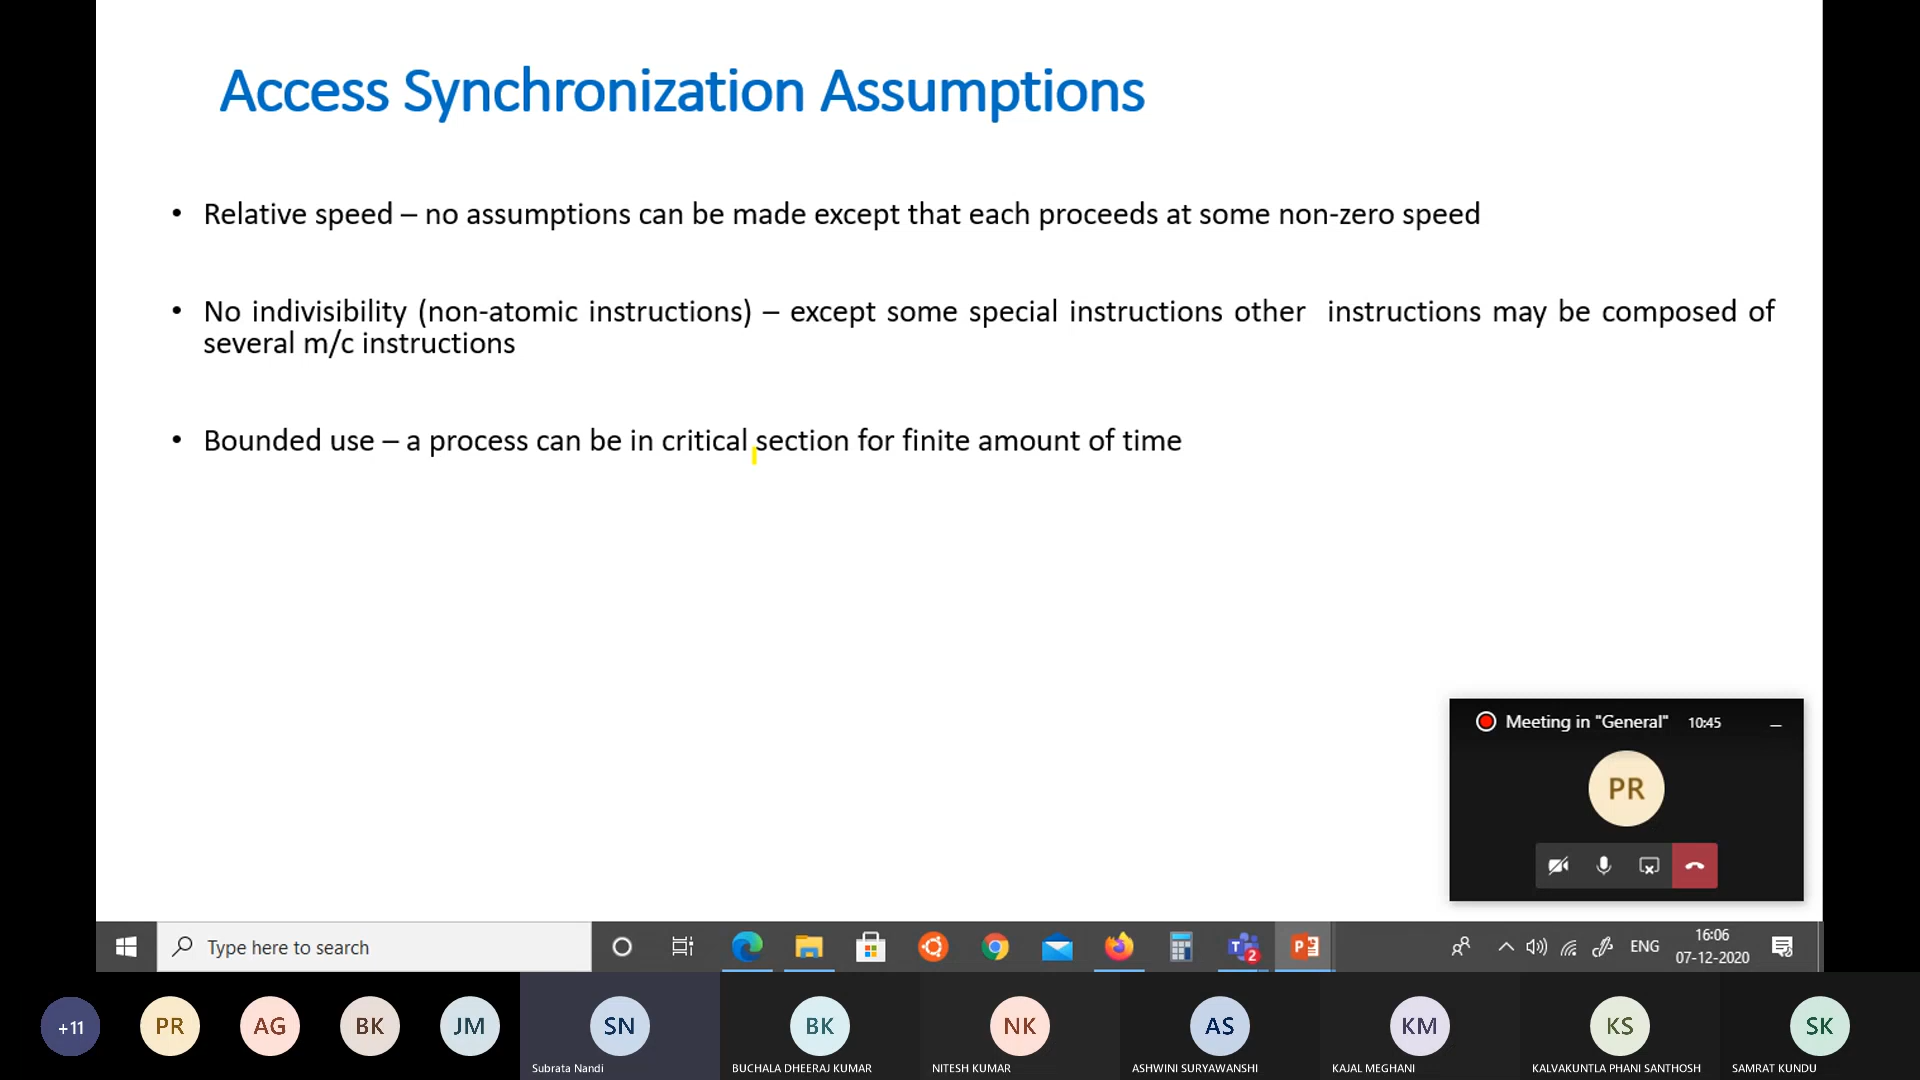 Access Synchronization Assumptions
• Relative speed – no assumptions can be made except that each proceeds at some non-zero speed
• No indivisibility (non-atomic instructions) – except some special instructions other instructions may be composed of
several m/c instructions
• Bounded use – a process can be in critical section for finite amount of time
Meeting in "General" 10:45
PR
Type here to search
2
ENG
16:06
07-12-2020
+11
PR
AG
BK
JM
SN
BK
NK
AS
KM
KS
SK
Subrata Nandi
BUCHALA DHEERAJ KUMAR
NITESH KUMAR
ASHWINI SURYAWANSHI
KAJAL MEGHANI
KALVAKUNTLA PHANI SANTHOSH
SAMRAT KUNDU